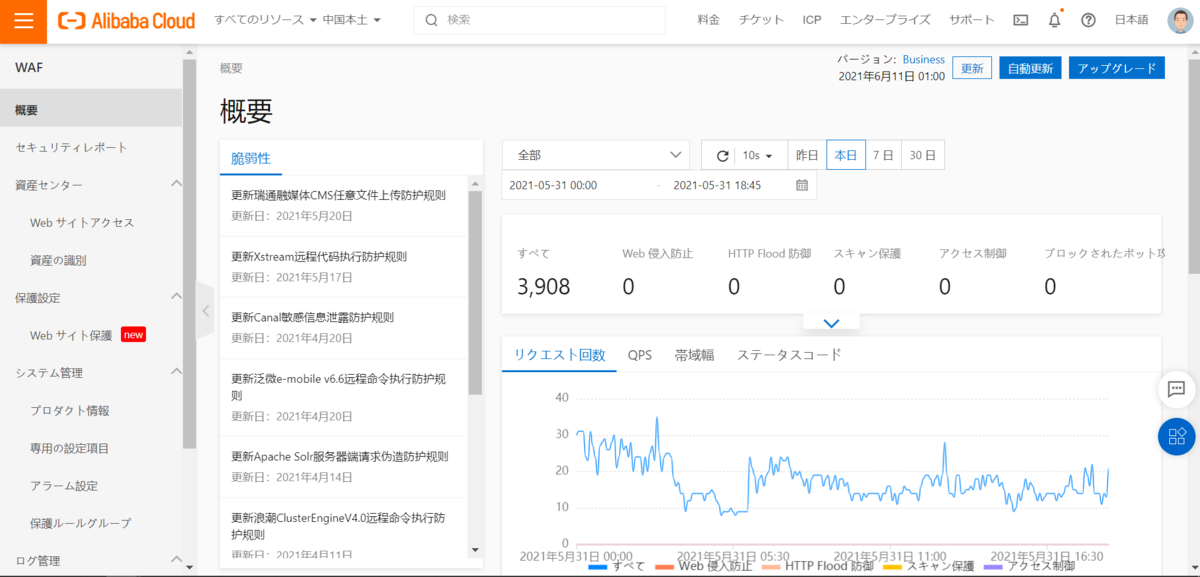 Alibaba Cloud
すべてのリソース
中国本土
検索
料金
チケット
ICP
エンタープライズ
サポート
日本語
WAF
概要
セキュリティレポート
資産センター
Web サイトアクセス
資産の識別
保護設定
Web サイト保護 new
システム管理
プロダクト情報
専用の設定項目
アラーム設定
保護ルールグループ
ログ管理
概要
バージョン: Business
2021年6月11日 01:00
更新
自動更新
アップグレード
概要
脆弱性
更新瑞通融媒体CMS任意文件上传防护规则
更新日：2021年5月20日
更新Xstream远程代码执行防护规则
更新日：2021年5月17日
更新Canal敏感信息泄露防护规则
更新日：2021年4月20日
更新泛微e-mobile v6.6远程命令执行防护规
则
更新日：2021年4月20日
更新Apache Solr服务器端请求伪造防护规则
更新日：2021年4月14日
更新浪潮ClusterEngineV4.0远程命令执行防
护规则
更新日：2021年4月11日
全部
10s
昨日
本日
7 日
30 日
2021-05-31 00:00
-
2021-05-31 18:45
すべて
Web 侵入防止
HTTP Flood 防御
スキャン保護
アクセス制御
ブロックされたボット攻
3,908
0
0
0
0
0
リクエスト回数
QPS
帯域幅
ステータスコード
40
30
20
10
0
2021年5月31日 00:00
2021年5月31日 05:30
2021年5月31日 11:00
2021年5月31日 16:30
すべて
Web 侵入防止
HTTP Flood 防御
スキャン保護
アクセス制御